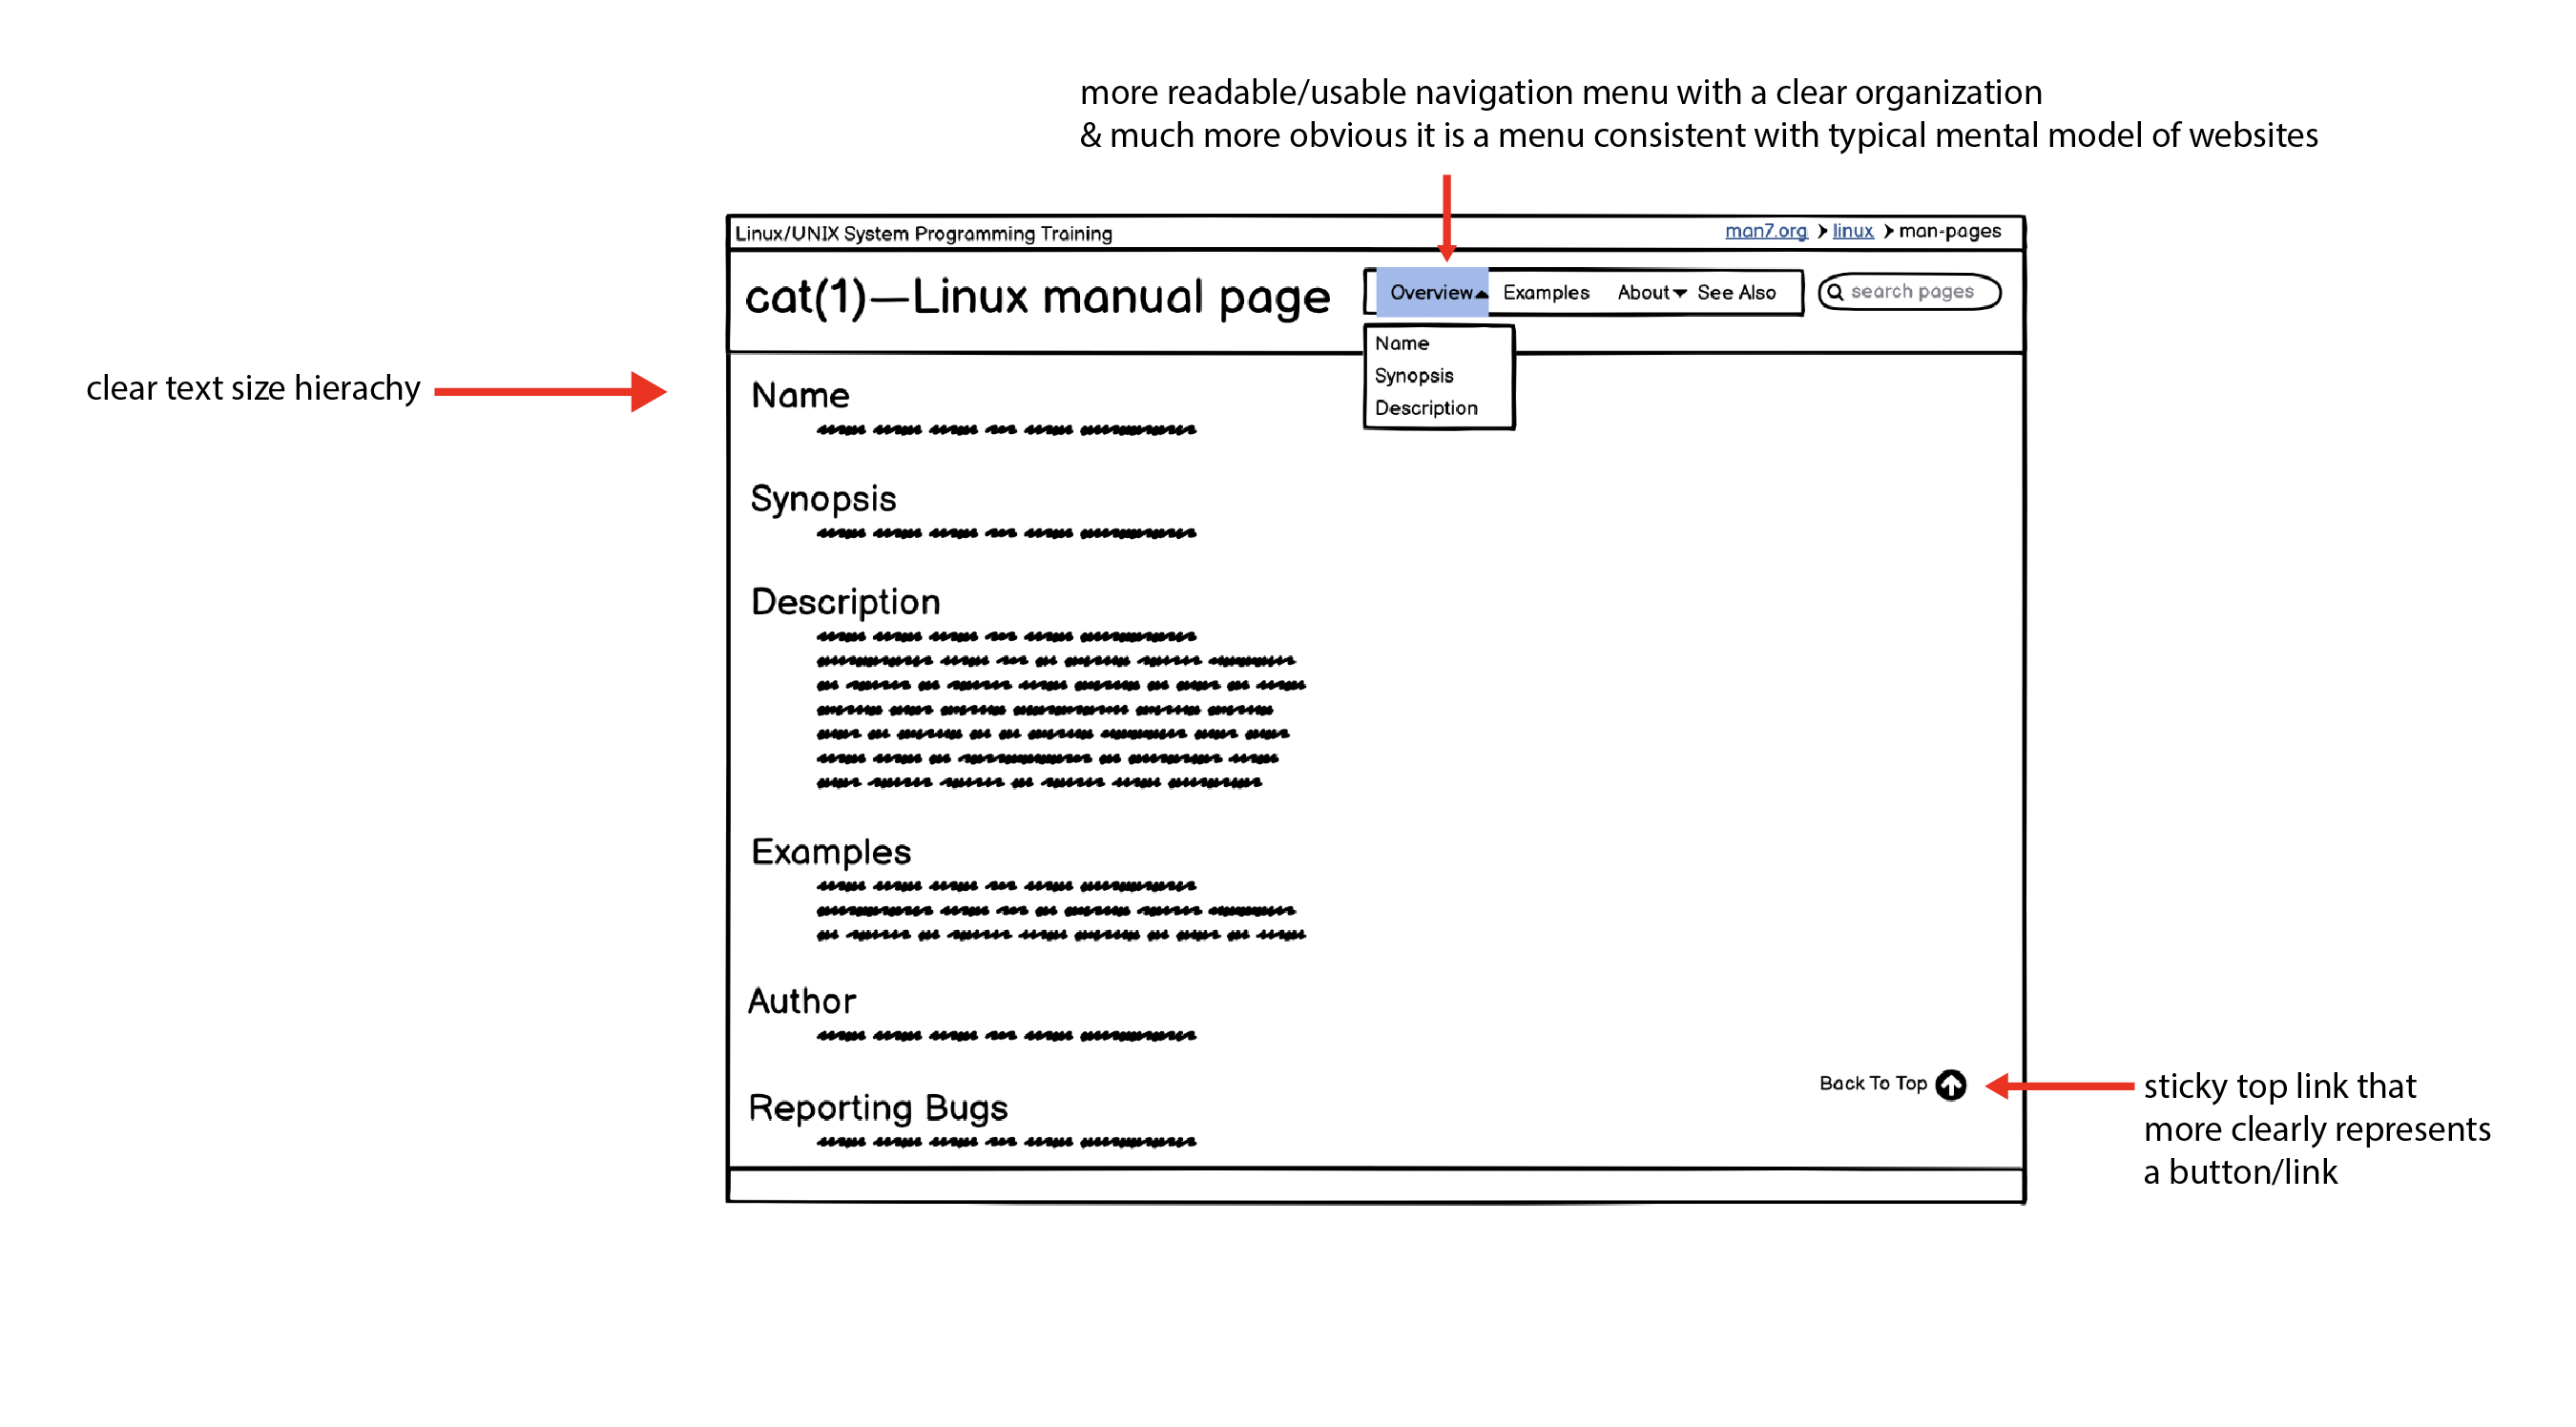 more readable/usable navigation menu with a clear organization
& much more obvious it is a menu consistent with typical mental model of websites
Linux/UNIX System Programming Training
man7.org > linux > man-pages
cat(1)—Linux manual page
Overview Examples About See Also
search pages
Name
Synopsis
Description
clear text size hierachy
Name
Synopsis
Description
Examples
Author
Reporting Bugs
Back To Top
sticky top link that
more clearly represents
a button/link